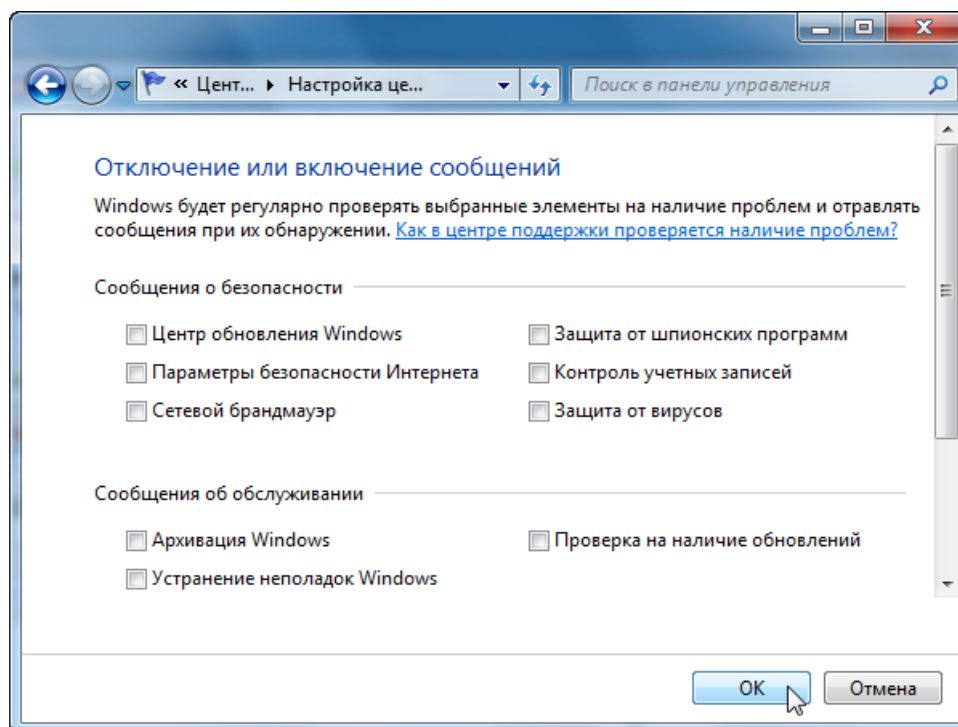 « Цент... Настройка це... Поиск в панели управления
Отключение или включение сообщений
Windows будет регулярно проверять выбранные элементы на наличие проблем и отравлять
сообщения при их обнаружении. Как в центре поддержки проверяется наличие проблем?
Сообщения о безопасности
Центр обновления Windows
Защита от шпионских программ
Параметры безопасности Интернета
Контроль учетных записей
Сетевой брандмауэр
Защита от вирусов
Сообщения об обслуживании
Архивация Windows
Проверка на наличие обновлений
Устранение неполадок Windows
ОК
Отмена